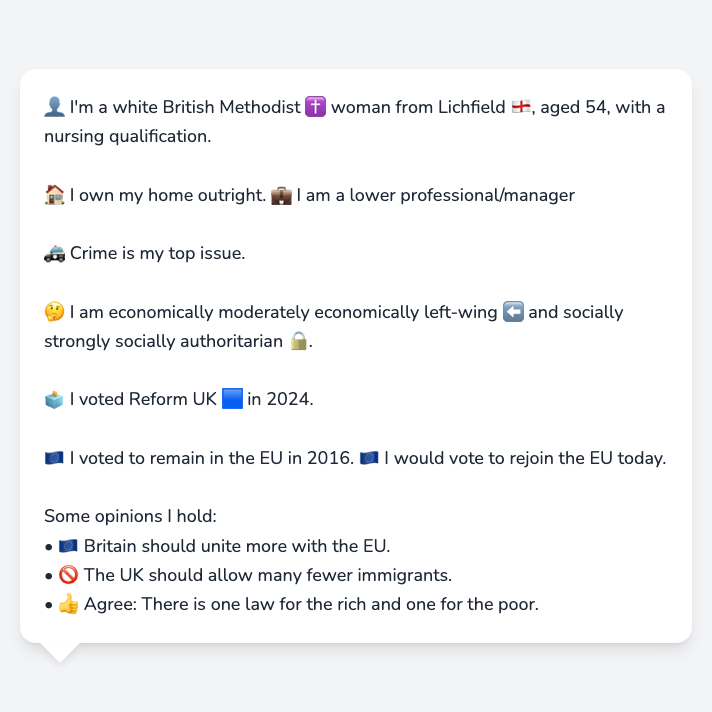 👤 I'm a white British Methodist ✝️ woman from Lichfield 🏴󠁧󠁢󠁥󠁮󠁧󠁿, aged 54, with a
nursing qualification.
🏠 I own my home outright. 💼 I am a lower professional/manager
🚓 Crime is my top issue.
🤔 I am economically moderately economically left-wing ⬅️ and socially
strongly socially authoritarian 🔒.
🗳️ I voted Reform UK 🟦 in 2024.
🇪🇺 I voted to remain in the EU in 2016. 🇪🇺 I would vote to rejoin the EU today.
Some opinions I hold:
• 🇪🇺 Britain should unite more with the EU.
• 🚫 The UK should allow many fewer immigrants.
• 👍 Agree: There is one law for the rich and one for the poor.